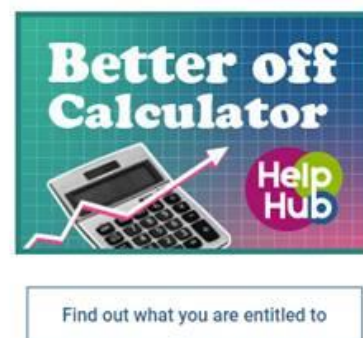 Better off
Calculator
Help
Hub
Find out what you are entitled to